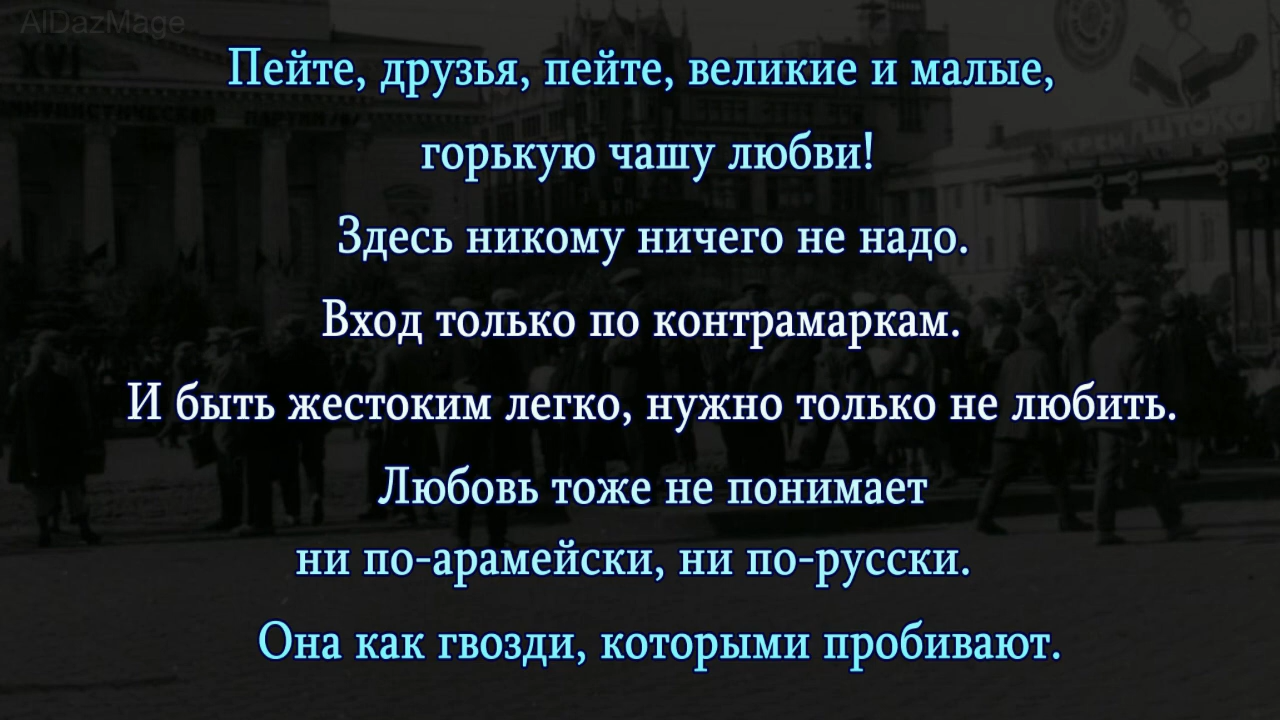 AlDazMage
Пейте, друзья, пейте, великие и малые,
горькую чашу любви!
Здесь никому ничего не надо.
Вход только по контрамаркам.
И быть жестоким легко, нужно только не любить.
Любовь тоже не понимает
ни по-арамейски, ни по-русски.
Она как гвозди, которыми пробивают.